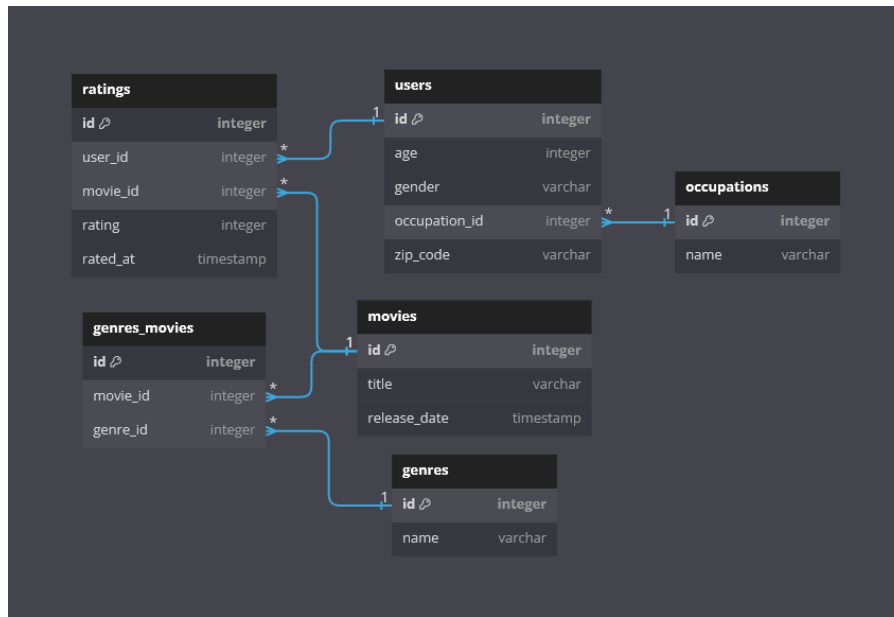 ratings
id integer
user_id integer *
movie_id integer *
rating integer
rated_at timestamp
users
1 id integer
age integer
gender varchar
occupation_id integer *
zip_code varchar
occupations
1 id integer
name varchar
genres_movies
id integer
movie_id integer *
genre_id integer *
movies
1 id integer
title varchar
release_date timestamp
genres
1 id integer
name varchar